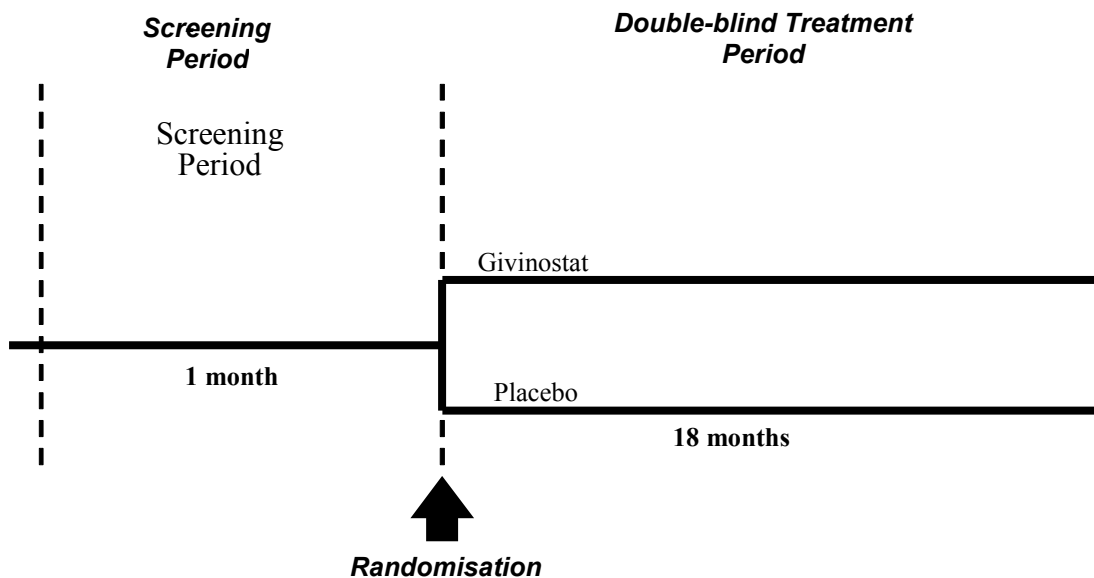 Screening
Period
Double-blind Treatment
Period
Screening
Period
Givinostat
1 month
Placebo
18 months
Randomisation